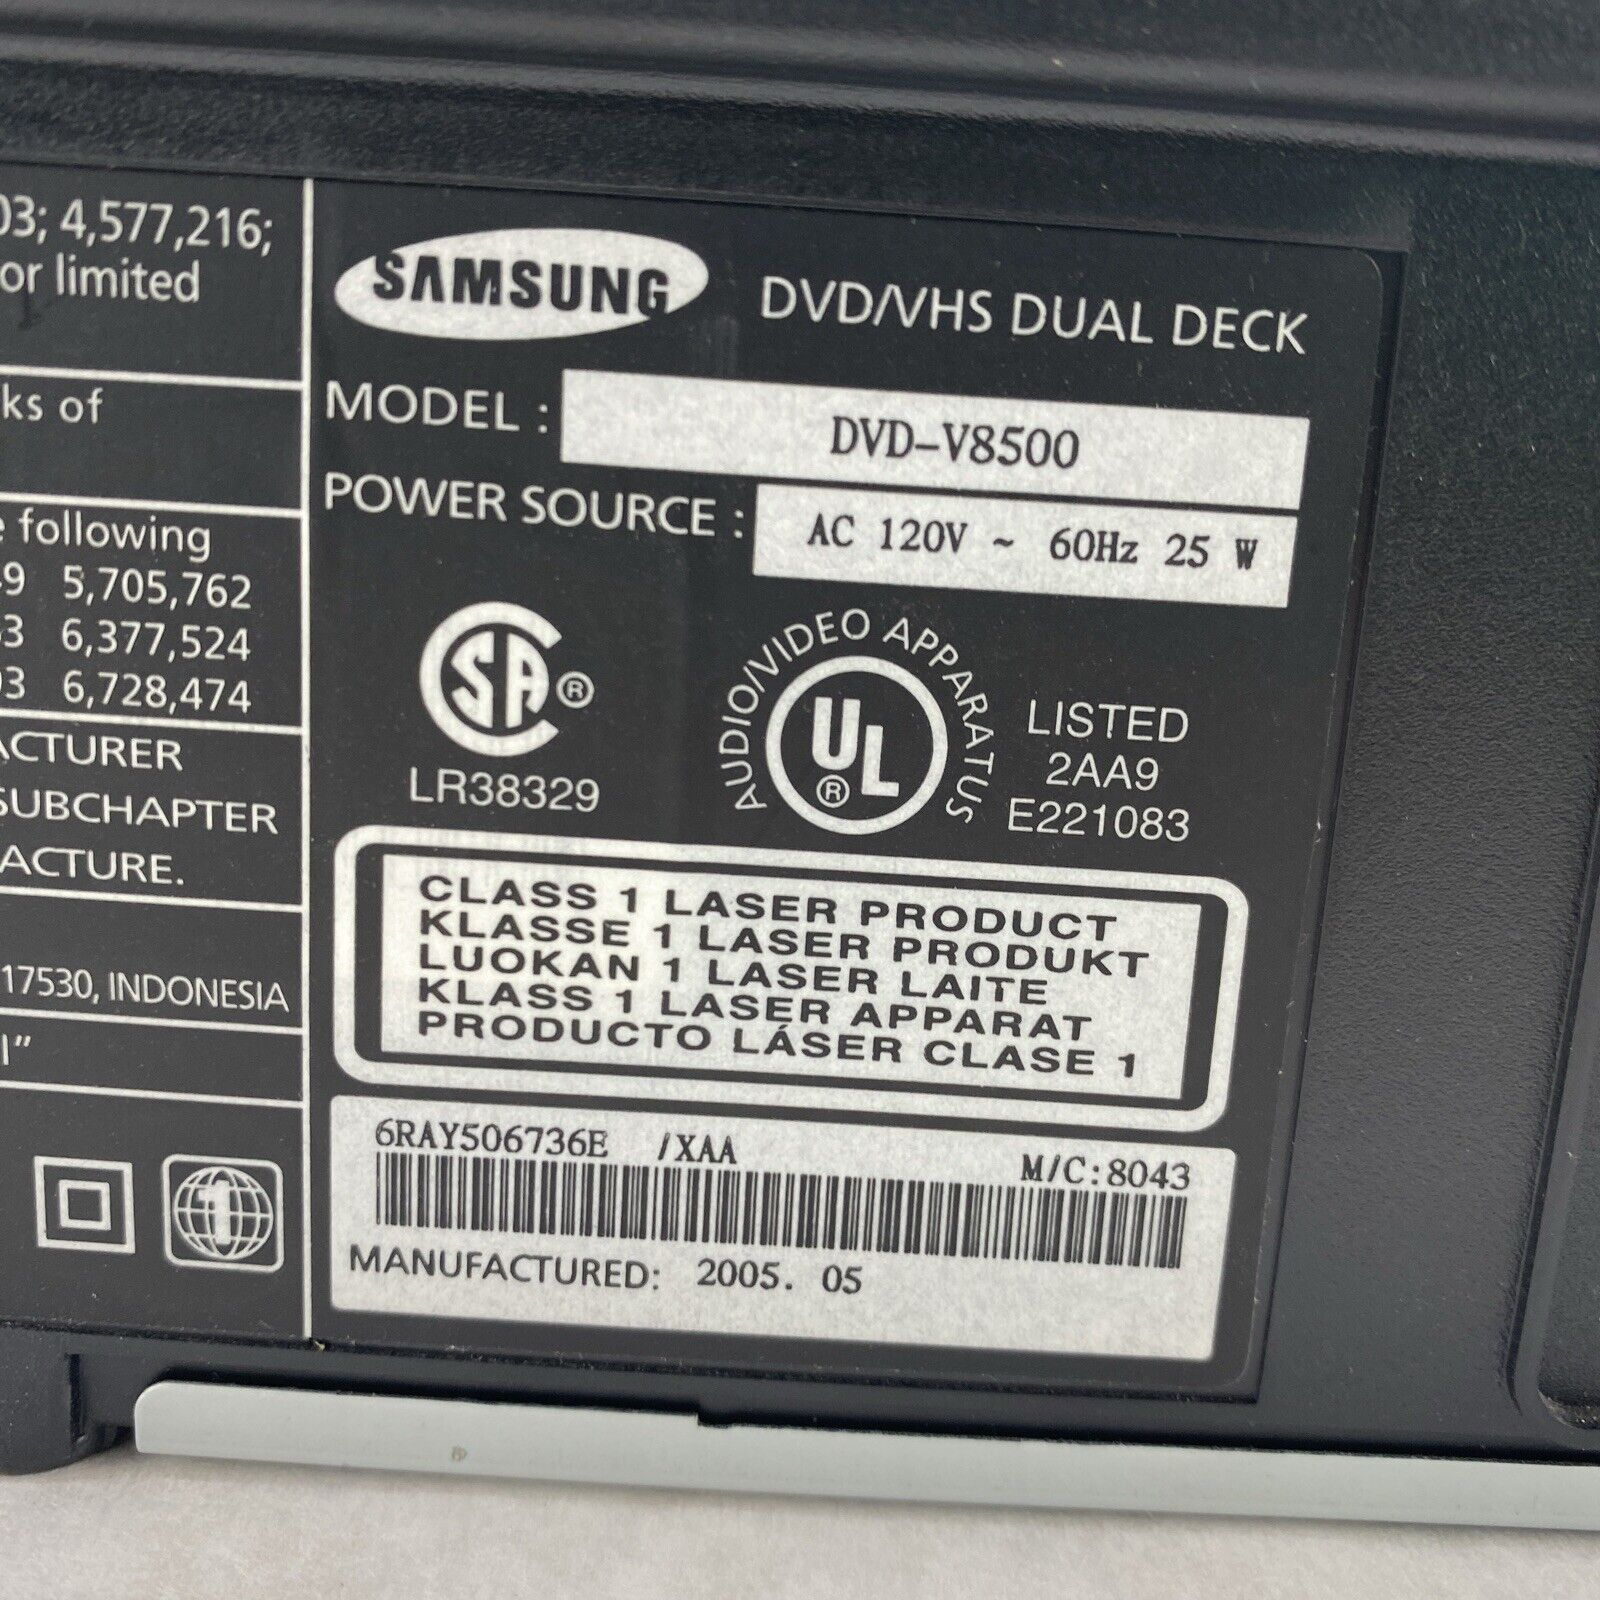 03; 4,577,216;
or limited
ks of
following
5,705,762
6,377,524
6,728,474
ACTURER
SUBCHAPTER
ACTURE.
17530, INDONESIA
l"
1
SAMSUNG
DVD/VHS DUAL DECK
MODEL : DVD-V8500
POWER SOURCE : AC 120V ~ 60Hz 25 W
SA ®
LR38329
AUDIO/VIDEO APPARATUS
UL ®
LISTED
2AA9
E221083
CLASS 1 LASER PRODUCT
KLASSE 1 LASER PRODUKT
LUOKAN 1 LASER LAITE
KLASS 1 LASER APPARAT
PRODUCTO LÁSER CLASE 1
6RAY506736E /XAA M/C:8043
MANUFACTURED: 2005. 05